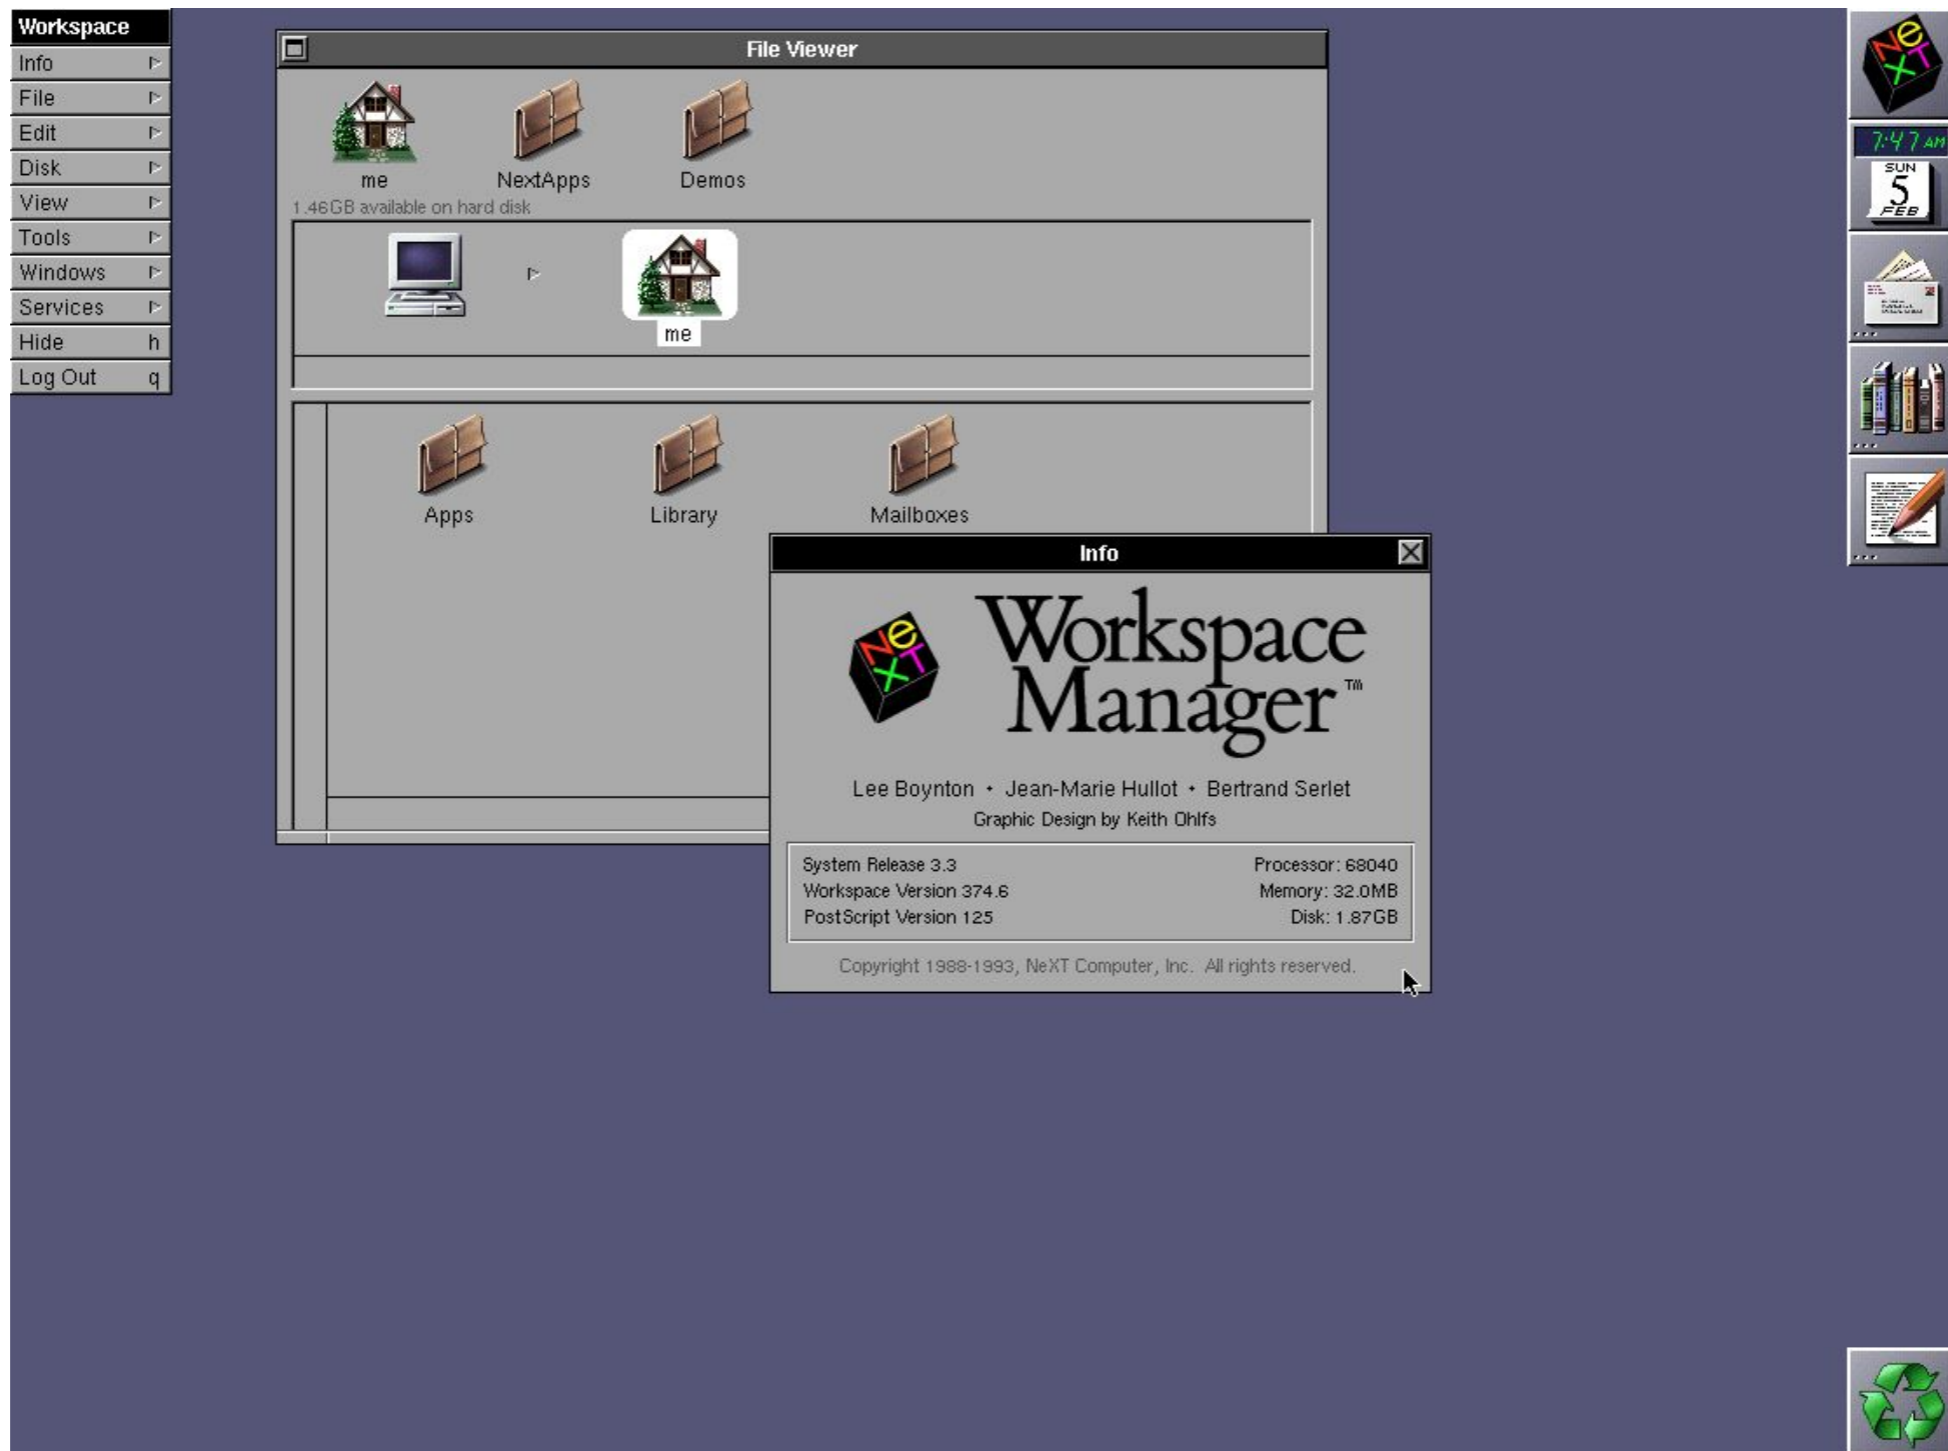 Workspace
Info
File
Edit
Disk
View
Tools
Windows
Services
Hide h
Log Out q
File Viewer
me NextApps Demos
1.46GB available on hard disk
me
Apps Library Mailboxes
Info
NeXT
Workspace
Manager™
Lee Boynton • Jean-Marie Hullot • Bertrand Serlet
Graphic Design by Keith Ohlfs
System Release 3.3 Processor: 68040
Workspace Version 374.6 Memory: 32.0MB
PostScript Version 125 Disk: 1.87GB
Copyright 1988-1993, NeXT Computer, Inc. All rights reserved.
NeXT
7:47 AM
SUN
5
FEB